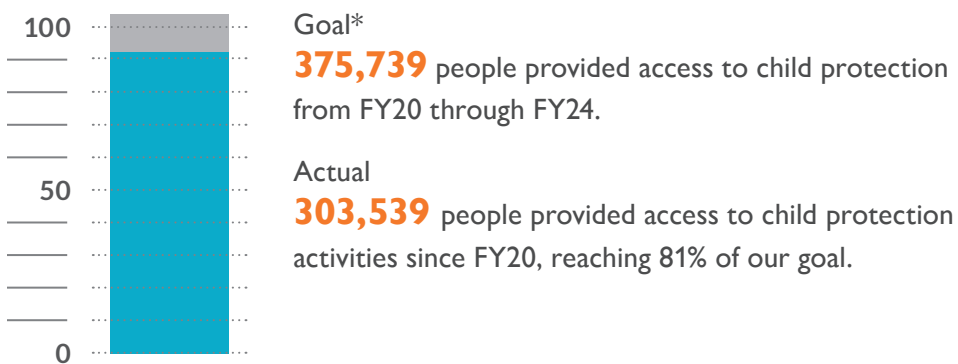 100
50
0
Goal*
375,739 people provided access to child protection
from FY20 through FY24.
Actual
303,539 people provided access to child protection
activities since FY20, reaching 81% of our goal.